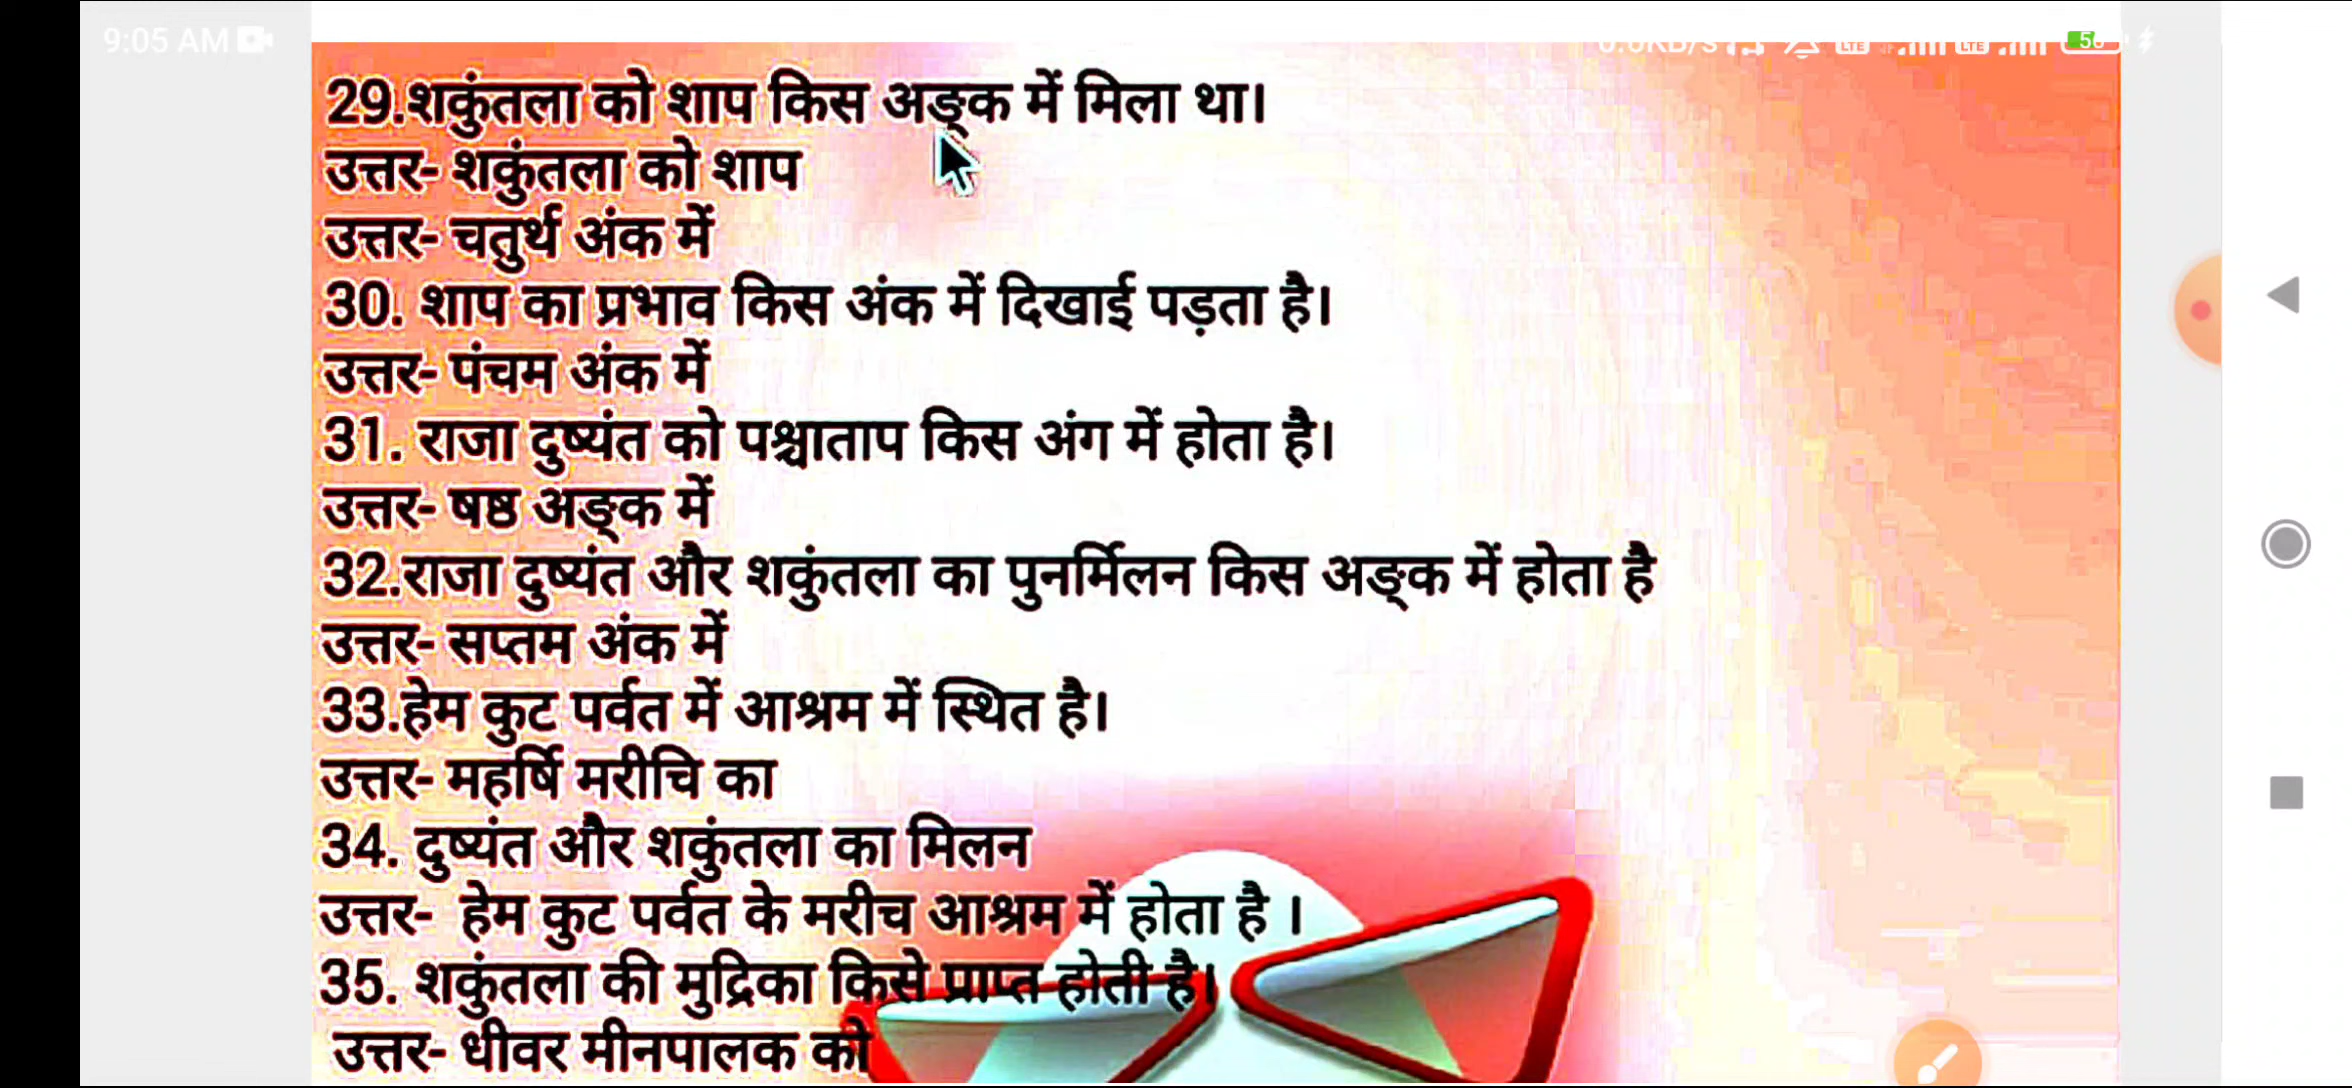 9:05 AM
29.शकुंतला को शाप किस अङ्क में मिला था।
उत्तर- शकुंतला को शाप
उत्तर- चतुर्थ अंक में
30. शाप का प्रभाव किस अंक में दिखाई पड़ता है।
उत्तर- पंचम अंक में
31. राजा दुष्यंत को पश्चाताप किस अंग में होता है।
उत्तर- षष्ठ अङ्क में
32.राजा दुष्यंत और शकुंतला का पुनर्मिलन किस अङ्क में होता है
उत्तर- सप्तम अंक में
33.हेम कुट पर्वत में आश्रम में स्थित है।
उत्तर- महर्षि मरीचि का
34. दुष्यंत और शकुंतला का मिलन
उत्तर- हेम कुट पर्वत के मरीच आश्रम में होता है ।
35. शकुंतला की मुद्रिका किसे प्राप्त होती है।
उत्तर- धीवर मीनपालक को